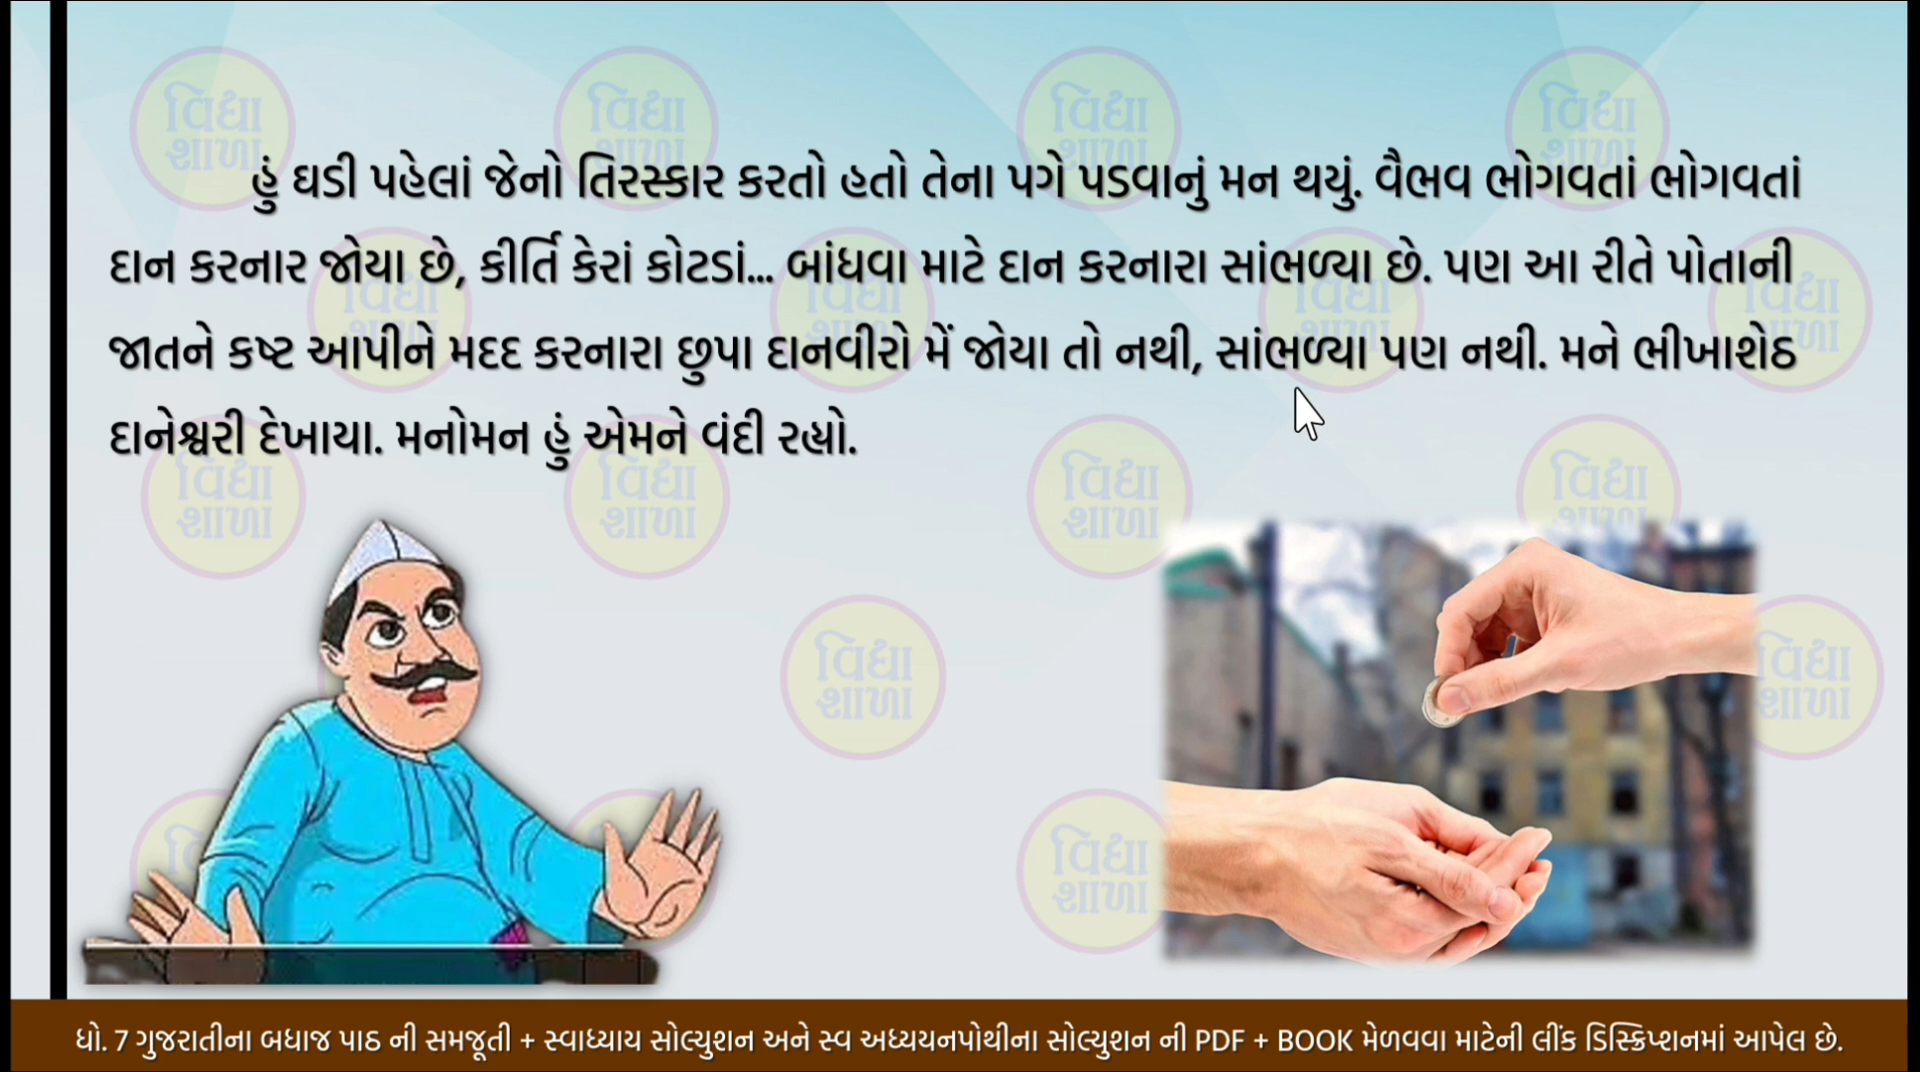 હું ઘડી પહેલાં જેનો તિરસ્કાર કરતો હતો તેના પગે પડવાનું મન થયું. વૈભવ ભોગવતાં ભોગવતાં
દાન કરનાર જોયા છે, કીર્તિ કેરાં કોટડાં... બાંધવા માટે દાન કરનારા સાંભળ્યા છે. પણ આ રીતે પોતાની
જાતને કષ્ટ આપીને મદદ કરનારા છુપા દાનવીરો મેં જોયા તો નથી, સાંભળ્યા પણ નથી. મને ભીખાશેઠ
દાનેશ્વરી દેખાયા. મનોમન હું એમને વંદી રહ્યો.
ધો. 7 ગુજરાતીના બધાજ પાઠ ની સમજૂતી + સ્વાધ્યાય સોલ્યુશન અને સ્વ અધ્યયનપોથીના સોલ્યુશન ની PDF + BOOK મેળવવા માટેની લીંક ડિસ્ક્રિપ્શનમાં આપેલ છે.
વિદ્યા
શાળા